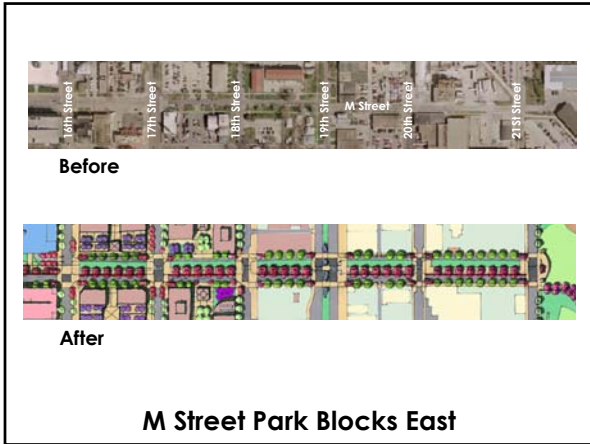 16th Street
17th Street
18th Street
19th Street
M Street
20th Street
21St Street
Before
After
M Street Park Blocks East